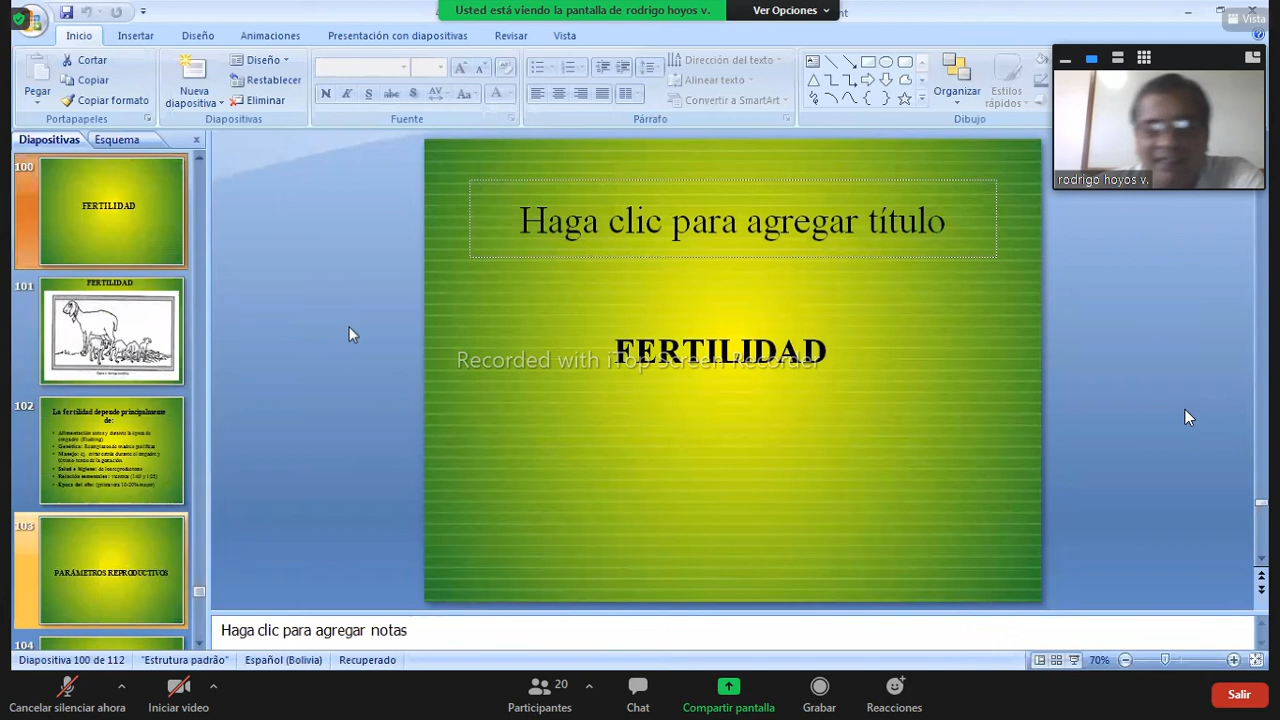 Usted está viendo la pantalla de rodrigo hoyos v.
Ver Opciones
Vista
Inicio
Insertar
Diseño
Animaciones
Presentación con diapositivas
Revisar
Vista
Pegar
Cortar
Copiar
Copiar formato
Portapapeles
Nueva diapositiva
Diseño
Restablecer
Eliminar
Diapositivas
N K S abc S AV Aa A
Fuente
Dirección del texto
Alinear texto
Convertir a SmartArt
Párrafo
Organizar
Estilos rápidos
Dibujo
rodrigo hoyos v.
Diapositivas
Esquema
100
FERTILIDAD
101
FERTILIDAD
102
La fertilidad depende principalmente
de:
103
PARÁMETROS REPRODUCTIVOS
104
Haga clic para agregar título
FERTILIDAD
Recorded with iTop Screen Recorder
Haga clic para agregar notas
Diapositiva 100 de 112
"Estrutura padrão"
Español (Bolivia)
Recuperado
70%
Cancelar silenciar ahora
Iniciar video
20
Participantes
Chat
Compartir pantalla
Grabar
Reacciones
Salir